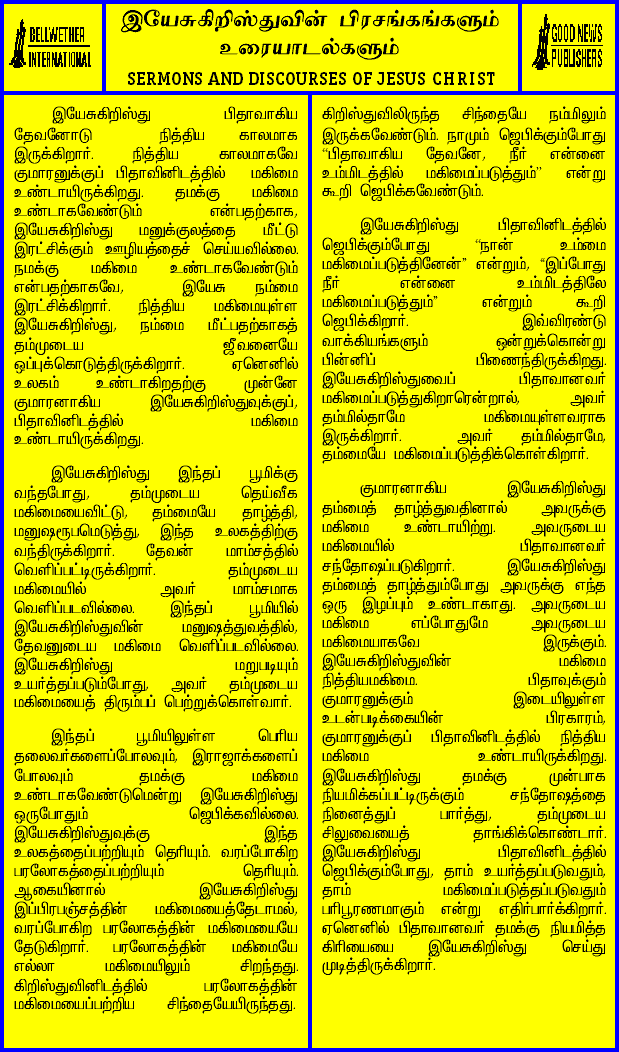 BELLWETHER
INTERNATIONAL
இயேசுகிறிஸ்துவின் பிரசங்கங்களும்
உரையாடல்களும்
SERMONS AND DISCOURSES OF JESUS CHRIST
GOOD NEWS
PUBLISHERS
இயேசுகிறிஸ்து பிதாவாகிய
தேவனோடு நித்திய காலமாக
இருக்கிறார். நித்திய காலமாகவே
குமாரனுக்குப் பிதாவினிடத்தில் மகிமை
உண்டாயிருக்கிறது. தமக்கு மகிமை
உண்டாகவேண்டும் என்பதற்காக,
இயேசுகிறிஸ்து மனுக்குலத்தை மீட்டு
இரட்சிக்கும் ஊழியத்தைச் செய்யவில்லை.
நமக்கு மகிமை உண்டாகவேண்டும்
என்பதற்காகவே, இயேசு நம்மை
இரட்சிக்கிறார். நித்திய மகிமையுள்ள
இயேசுகிறிஸ்து, நம்மை மீட்பதற்காகத்
தம்முடைய ஜீவனையே
ஒப்புக்கொடுத்திருக்கிறார். ஏனெனில்
உலகம் உண்டாகிறதற்கு முன்னே
குமாரனாகிய இயேசுகிறிஸ்துவுக்குப்,
பிதாவினிடத்தில் மகிமை
உண்டாயிருக்கிறது.
இயேசுகிறிஸ்து இந்தப் பூமிக்கு
வந்தபோது, தம்முடைய தெய்வீக
மகிமையைவிட்டு, தம்மையே தாழ்த்தி,
மனுஷரூபமெடுத்து, இந்த உலகத்திற்கு
வந்திருக்கிறார். தேவன் மாம்சத்தில்
வெளிப்பட்டிருக்கிறார். தம்முடைய
மகிமையில் அவர் மாம்சமாக
வெளிப்படவில்லை. இந்தப் பூமியில்
இயேசுகிறிஸ்துவின் மனுஷத்துவத்தில்,
தேவனுடைய மகிமை வெளிப்படவில்லை.
இயேசுகிறிஸ்து மறுபடியும்
உயர்த்தப்படும்போது, அவர் தம்முடைய
மகிமையைத் திரும்பப் பெற்றுக்கொள்வார்.
இந்தப் பூமியிலுள்ள பெரிய
தலைவர்களைப்போலவும், இராஜாக்களைப்
போலவும் தமக்கு மகிமை
உண்டாகவேண்டுமென்று இயேசுகிறிஸ்து
ஒருபோதும் ஜெபிக்கவில்லை.
இயேசுகிறிஸ்துவுக்கு இந்த
உலகத்தைப்பற்றியும் தெரியும். வரப்போகிற
பரலோகத்தைப்பற்றியும் தெரியும்.
ஆகையினால் இயேசுகிறிஸ்து
இப்பிரபஞ்சத்தின் மகிமையைத்தேடாமல்,
வரப்போகிற பரலோகத்தின் மகிமையையே
தேடுகிறார். பரலோகத்தின் மகிமையே
எல்லா மகிமையிலும் சிறந்தது.
கிறிஸ்துவினிடத்தில் பரலோகத்தின்
மகிமையைப்பற்றிய சிந்தையேயிருந்தது.
கிறிஸ்துவிலிருந்த சிந்தையே நம்மிலும்
இருக்கவேண்டும். நாமும் ஜெபிக்கும்போது
“பிதாவாகிய தேவனே, நீர் என்னை
உம்மிடத்தில் மகிமைப்படுத்தும்” என்று
கூறி ஜெபிக்கவேண்டும்.
இயேசுகிறிஸ்து பிதாவினிடத்தில்
ஜெபிக்கும்போது “நான் உம்மை
மகிமைப்படுத்தினேன்” என்றும், “இப்போது
நீர் என்னை உம்மிடத்திலே
மகிமைப்படுத்தும்” என்றும் கூறி
ஜெபிக்கிறார். இவ்விரண்டு
வாக்கியங்களும் ஒன்றுக்கொன்று
பின்னிப் பிணைந்திருக்கிறது.
இயேசுகிறிஸ்துவைப் பிதாவானவர்
மகிமைப்படுத்துகிறாரென்றால், அவர்
தம்மில்தாமே மகிமையுள்ளவராக
இருக்கிறார். அவர் தம்மில்தாமே,
தம்மையே மகிமைப்படுத்திக்கொள்கிறார்.
குமாரனாகிய இயேசுகிறிஸ்து
தம்மைத் தாழ்த்துவதினால் அவருக்கு
மகிமை உண்டாயிற்று. அவருடைய
மகிமையில் பிதாவானவர்
சந்தோஷப்படுகிறார். இயேசுகிறிஸ்து
தம்மைத் தாழ்த்தும்போது அவருக்கு எந்த
ஒரு இழப்பும் உண்டாகாது. அவருடைய
மகிமை எப்போதுமே அவருடைய
மகிமையாகவே இருக்கும்.
இயேசுகிறிஸ்துவின் மகிமை
நித்தியமகிமை. பிதாவுக்கும்
குமாரனுக்கும் இடையிலுள்ள
உடன்படிக்கையின் பிரகாரம்,
குமாரனுக்குப் பிதாவினிடத்தில் நித்திய
மகிமை உண்டாயிருக்கிறது.
இயேசுகிறிஸ்து தமக்கு முன்பாக
நியமிக்கப்பட்டிருக்கும் சந்தோஷத்தை
நினைத்துப் பார்த்து, தம்முடைய
சிலுவையைத் தாங்கிக்கொண்டார்.
இயேசுகிறிஸ்து பிதாவினிடத்தில்
ஜெபிக்கும்போது, தாம் உயர்த்தப்படுவதும்,
தாம் மகிமைப்படுத்தப்படுவதும்
பரிபூரணமாகும் என்று எதிர்பார்க்கிறார்.
ஏனெனில் பிதாவானவர் தமக்கு நியமித்த
கிரியையை இயேசுகிறிஸ்து செய்து
முடித்திருக்கிறார்.